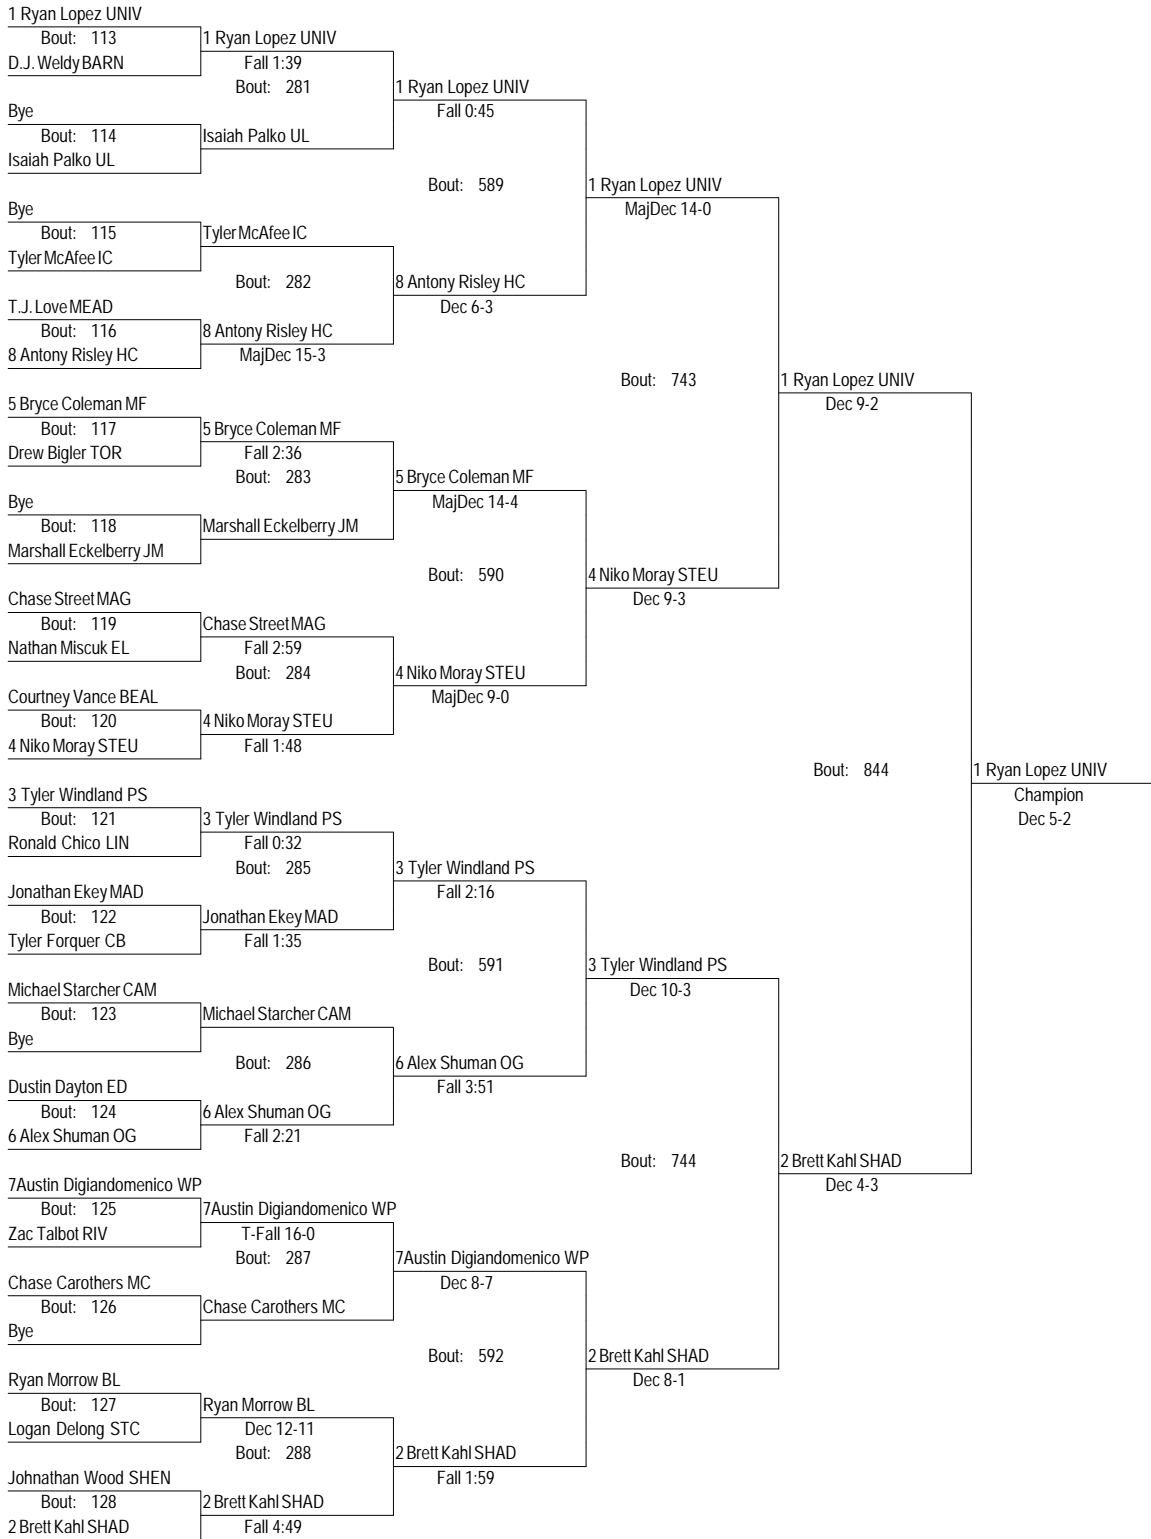 1 Ryan Lopez UNIV
Bout: 113
D.J. Weldy BARN
1 Ryan Lopez UNIV
Fall 1:39
Bout: 281
1 Ryan Lopez UNIV
Fall 0:45
Bye
Bout: 114
Isaiah Palko UL
Isaiah Palko UL
Bout: 589
1 Ryan Lopez UNIV
MajDec 14-0
Bye
Bout: 115
Tyler McAfee IC
Tyler McAfee IC
Bout: 282
8 Antony Risley HC
Dec 6-3
T.J. Love MEAD
Bout: 116
8 Antony Risley HC
8 Antony Risley HC
MajDec 15-3
Bout: 743
1 Ryan Lopez UNIV
Dec 9-2
5 Bryce Coleman MF
Bout: 117
Drew Bigler TOR
5 Bryce Coleman MF
Fall 2:36
Bout: 283
5 Bryce Coleman MF
MajDec 14-4
Bye
Bout: 118
Marshall Eckelberry JM
Marshall Eckelberry JM
Bout: 590
4 Niko Moray STEU
Dec 9-3
Chase Street MAG
Bout: 119
Nathan Miscuk EL
Chase Street MAG
Fall 2:59
Bout: 284
4 Niko Moray STEU
MajDec 9-0
Courtney Vance BEAL
Bout: 120
4 Niko Moray STEU
4 Niko Moray STEU
Fall 1:48
Bout: 844
1 Ryan Lopez UNIV
Champion
Dec 5-2
3 Tyler Windland PS
Bout: 121
Ronald Chico LIN
3 Tyler Windland PS
Fall 0:32
Bout: 285
3 Tyler Windland PS
Fall 2:16
Jonathan Ekey MAD
Bout: 122
Tyler Forquer CB
Jonathan Ekey MAD
Fall 1:35
Bout: 591
3 Tyler Windland PS
Dec 10-3
Michael Starcher CAM
Bout: 123
Bye
Michael Starcher CAM
Bout: 286
6 Alex Shuman OG
Fall 3:51
Dustin Dayton ED
Bout: 124
6 Alex Shuman OG
6 Alex Shuman OG
Fall 2:21
Bout: 744
2 Brett Kahl SHAD
Dec 4-3
7Austin Digiandomenico WP
Bout: 125
Zac Talbot RIV
7Austin Digiandomenico WP
T-Fall 16-0
Bout: 287
7Austin Digiandomenico WP
Dec 8-7
Chase Carothers MC
Bout: 126
Bye
Chase Carothers MC
Bout: 592
2 Brett Kahl SHAD
Dec 8-1
Ryan Morrow BL
Bout: 127
Logan Delong STC
Ryan Morrow BL
Dec 12-11
Bout: 288
2 Brett Kahl SHAD
Fall 1:59
Johnathan Wood SHEN
Bout: 128
2 Brett Kahl SHAD
2 Brett Kahl SHAD
Fall 4:49